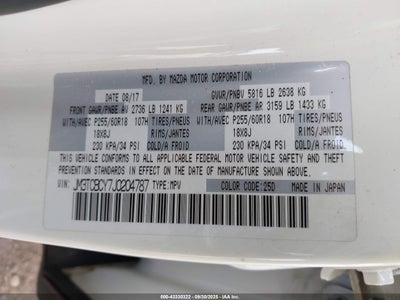 MFD. BY MAZDA MOTOR CORPORATION
DATE 08/17 GVWR/PNBV 5816 LB 2638 KG
FRONT GAWR/PNBE AV 2736 LB 1241 KG REAR GAWR/PNBE AR 3159 LB 1433 KG
WITH/AVEC P255/60R18 107H TIRES/PNEUS WITH/AVEC P255/60R18 107H TIRES/PNEUS
18X8J RIMS/JANTES 18X8J RIMS/JANTES
230 KPA/34 PSI COLD/A FROID 230 KPA/34 PSI COLD/A FROID
THIS VEHICLE CONFORMS TO ALL APPLICABLE FEDERAL MOTOR VEHICLE SAFETY, BUMPER, AND
THEFT PREVENTION STANDARDS IN EFFECT ON THE DATE OF MANUFACTURE SHOWN ABOVE.
VIN: JM3TCBCY7J0204787 TYPE:MPV COLOR CODE:25D MADE IN JAPAN
000-43330322 - 09/30/2025 - IAAI.COM